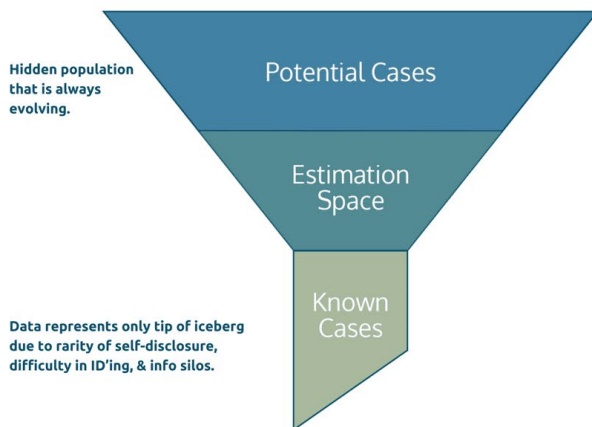 Hidden population
that is always
evolving.
Potential Cases
Estimation
Space
Known
Cases
Data represents only tip of iceberg
due to rarity of self-disclosure,
difficulty in ID'ing, & info silos.